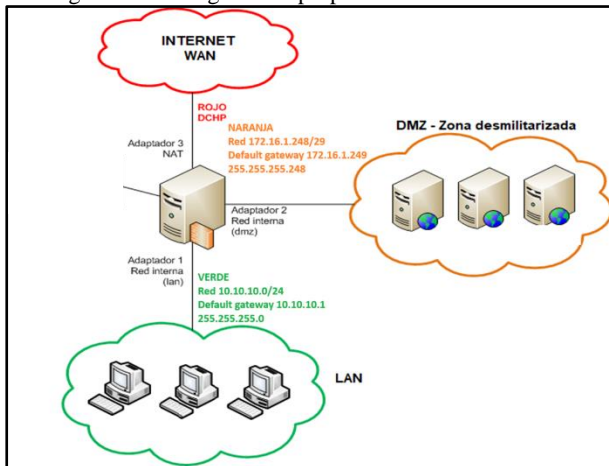 INTERNET
WAN
ROJO
DCHP
Adaptador 3
NAT
NARANJA
Red 172.16.1.248/29
Default gateway 172.16.1.249
255.255.255.248
DMZ - Zona desmilitarizada
Adaptador 2
Red interna
(dmz)
Adaptador 1
Red interna
(lan)
VERDE
Red 10.10.10.0/24
Default gateway 10.10.10.1
255.255.255.0
LAN